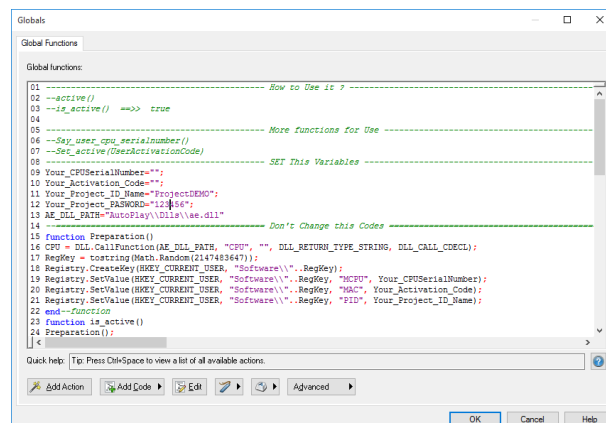 Globals
Global Functions
Global functions:
01 ---------------------------------- How to Use it ? ----------------------------------
02 --active()
03 --is_active() ==>> true
04
05 ---------------------------------- More functions for Use ----------------------------------
06 --Say_user_cpu_serialnumber()
07 --Set_active(UserActivationCode)
08 ---------------------------------- SET This Variables ----------------------------------
09 Your_CPUSerialNumber="";
10 Your_Activation_Code="";
11 Your_Project_ID_Name="ProjectDEMO";
12 Your_Project_PASWORD="123456";
13 AE_DLL_PATH="AutoPlay\\Dlls\\ae.dll"
14 --================================ Don't Change this Codes ================================
15 function Preparation()
16 CPU = DLL.CallFunction(AE_DLL_PATH, "CPU", "", DLL_RETURN_TYPE_STRING, DLL_CALL_CDECL);
17 RegKey = tostring(Math.Random(2147483647));
18 Registry.CreateKey(HKEY_CURRENT_USER, "Software\\"..RegKey);
19 Registry.SetValue(HKEY_CURRENT_USER, "Software\\"..RegKey, "MCPU", Your_CPUSerialNumber);
20 Registry.SetValue(HKEY_CURRENT_USER, "Software\\"..RegKey, "MAC", Your_Activation_Code);
21 Registry.SetValue(HKEY_CURRENT_USER, "Software\\"..RegKey, "PID", Your_Project_ID_Name);
22 end--function
23 function is_active()
24 Preparation();
Quick help: Tip: Press Ctrl+Space to view a list of all available actions.
Add Action Add Code Edit Advanced
OK Cancel Help